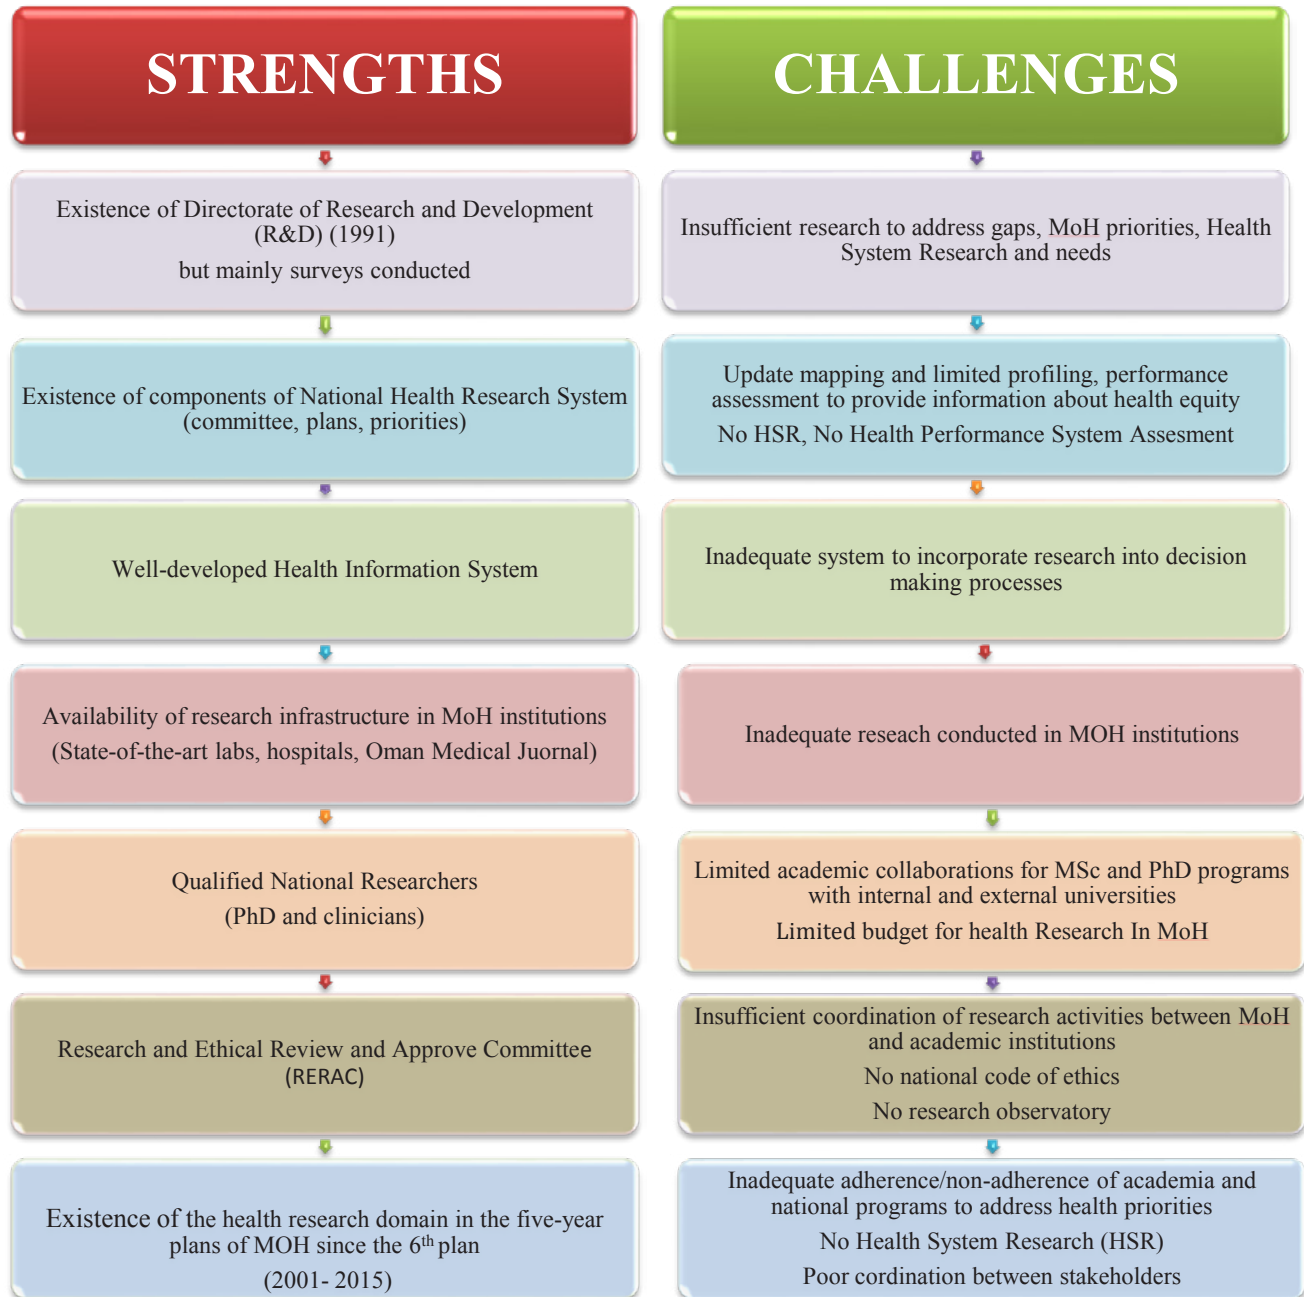 STRENGTHS
Existence of Directorate of Research and Development
(R&D) (1991)
but mainly surveys conducted
Existence of components of National Health Research System
(committee, plans, priorities)
Well-developed Health Information System
Availability of research infrastructure in MoH institutions
(State-of-the-art labs, hospitals, Oman Medical Juornal)
Qualified National Researchers
(PhD and clinicians)
Research and Ethical Review and Approve Committee
(RERAC)
Existence of the health research domain in the five-year
plans of MOH since the 6th plan
(2001- 2015)
CHALLENGES
Insufficient research to address gaps, MoH priorities, Health
System Research and needs
Update mapping and limited profiling, performance
assessment to provide information about health equity
No HSR, No Health Performance System Assesment
Inadequate system to incorporate research into decision
making processes
Inadequate reseach conducted in MOH institutions
Limited academic collaborations for MSc and PhD programs
with internal and external universities
Limited budget for health Research In MoH
Insufficient coordination of research activities between MoH
and academic institutions
No national code of ethics
No research observatory
Inadequate adherence/non-adherence of academia and
national programs to address health priorities
No Health System Research (HSR)
Poor cordination between stakeholders